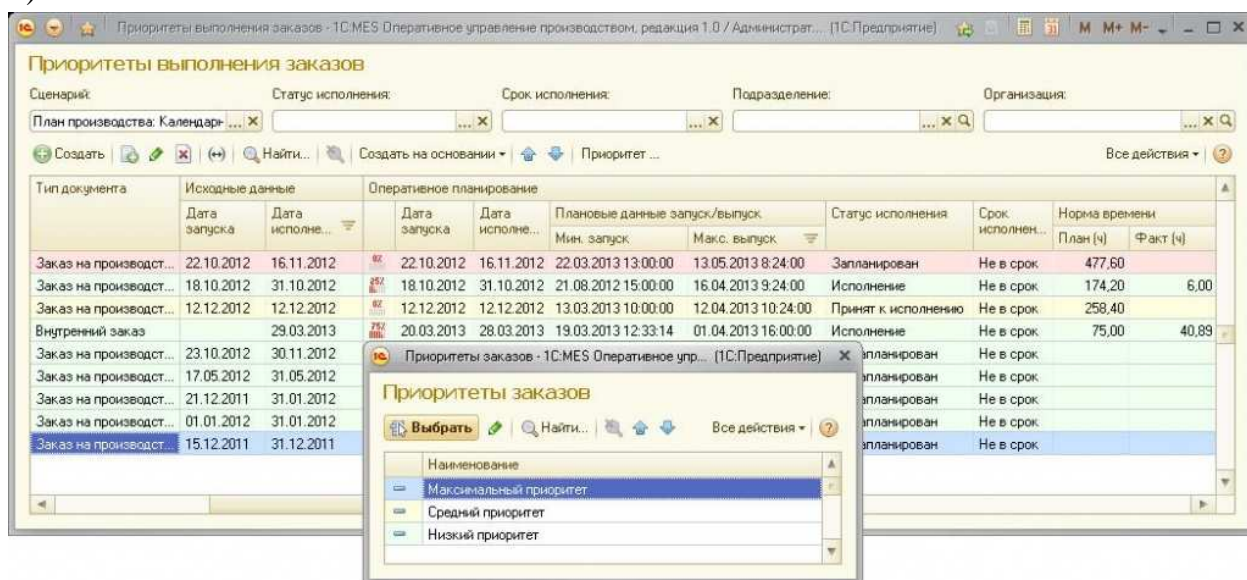 Приоритеты выполнения заказов - 1С:MES Оперативное управление производством, редакция 1.0 / Администрат... (1С:Предприятие) M M+ M-
Приоритеты выполнения заказов
Сценарий: Статус исполнения: Срок исполнения: Подразделение: Организация:
План производства: Календарн ...
Создать Найти... Создать на основании Приоритет ... Все действия
Тип документа Исходные данные Оперативное планирование
Дата запуска Дата исполне... Дата запуска Дата исполне... Плановые данные запуск/выпуск Статус исполнения Срок исполнен... Норма времени
Мин. запуск Макс. выпуск План (ч) Факт (ч)
Заказ на производст... 22.10.2012 16.11.2012 0% 22.10.2012 16.11.2012 22.03.2013 13:00:00 13.05.2013 8:24:00 Запланирован Не в срок 477,60
Заказ на производст... 18.10.2012 31.10.2012 25% 18.10.2012 31.10.2012 21.08.2012 15:00:00 16.04.2013 9:24:00 Исполнение Не в срок 174,20 6,00
Заказ на производст... 12.12.2012 12.12.2012 0% 12.12.2012 12.12.2012 13.03.2013 10:00:00 12.04.2013 10:24:00 Принят к исполнению Не в срок 258,40
Внутренний заказ 29.03.2013 75% 20.03.2013 28.03.2013 19.03.2013 12:33:14 01.04.2013 16:00:00 Исполнение Не в срок 75,00 40,89
Заказ на производст... 23.10.2012 30.11.2012 апланирован Не в срок
Заказ на производст... 17.05.2012 31.05.2012 апланирован Не в срок
Заказ на производст... 21.12.2011 31.01.2012 апланирован Не в срок
Заказ на производст... 01.01.2012 31.01.2012 апланирован Не в срок
Заказ на производст... 15.12.2011 31.12.2011 апланирован Не в срок
Приоритеты заказов - 1С:MES Оперативное упр... (1С:Предприятие)
Приоритеты заказов
Выбрать Найти... Все действия
Наименование
Максимальный приоритет
Средний приоритет
Низкий приоритет